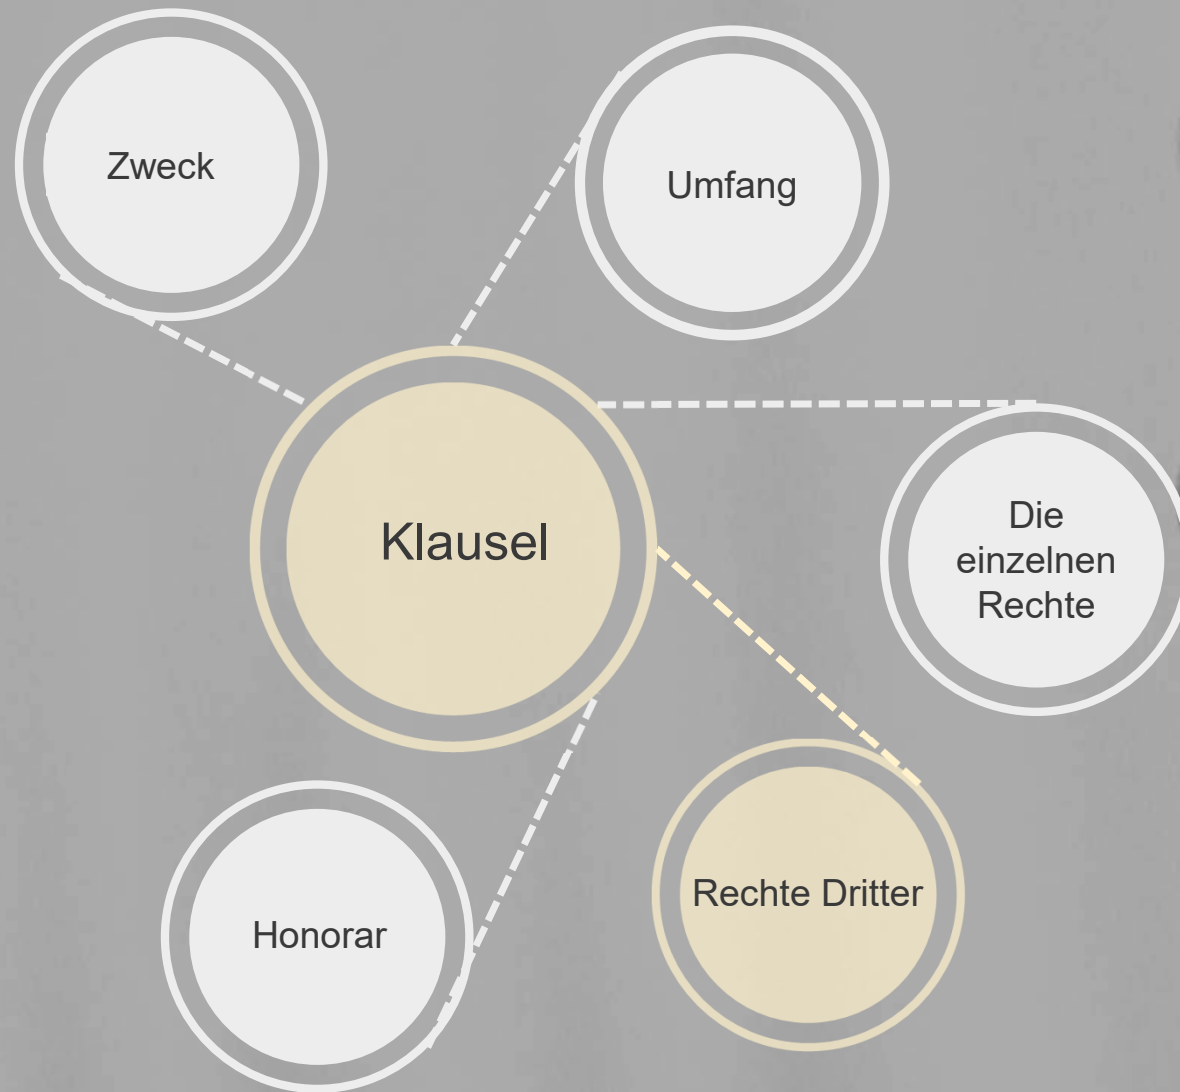 Zweck
Umfang
Klausel
Die
einzelnen
Rechte
Rechte Dritter
Honorar